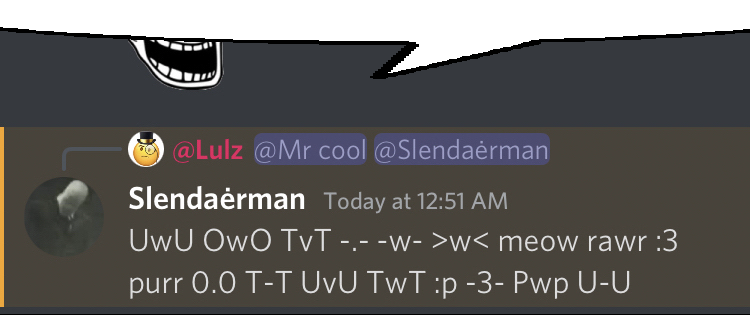 @Lulz @Mr cool @Slendaėrman
Slendaėrman Today at 12:51 AM
UwU OwO TvT -.- -w- >w< meow rawr :3
purr 0.0 T-T UvU TwT :p -3- Pwp U-U